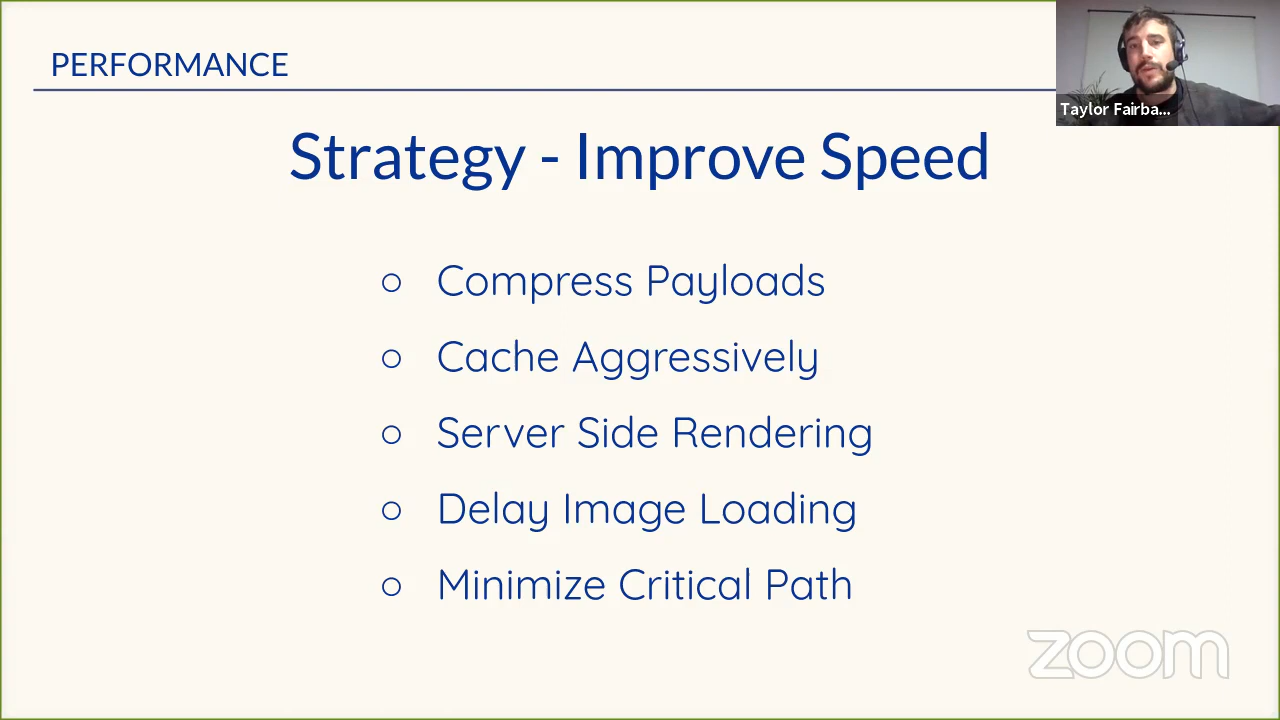 PERFORMANCE
Taylor Fairba...
Strategy - Improve Speed
Compress Payloads
Cache Aggressively
Server Side Rendering
Delay Image Loading
Minimize Critical Path
zoom